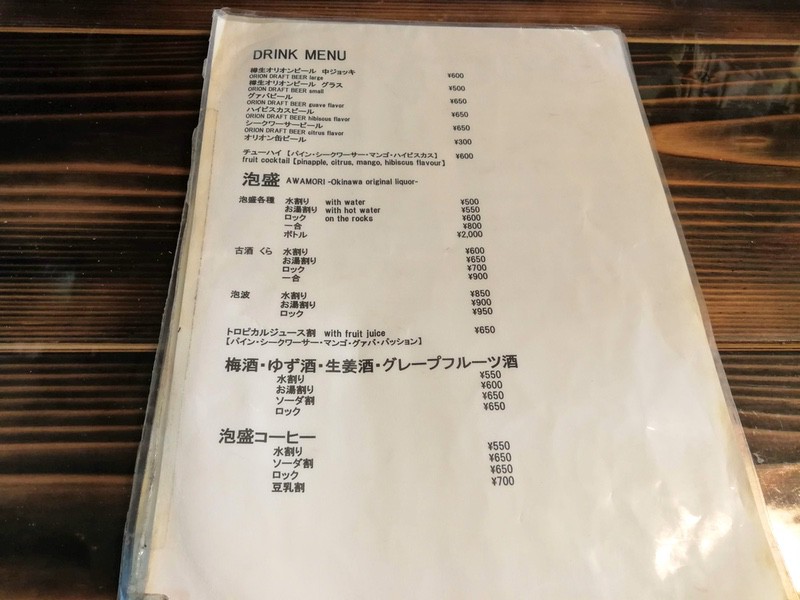 DRINK MENU
樽生オリオンビール 中ジョッキ ¥600
ORION DRAFT BEER large
樽生オリオンビール グラス ¥500
ORION DRAFT BEER small
グァバビール ¥650
ORION DRAFT BEER guava flavor
ハイビスカスビール ¥650
ORION DRAFT BEER hibiscus flavor
シークワーサービール ¥650
ORION DRAFT BEER citrus flavor
オリオン缶ビール ¥300
チューハイ【パイン・シークワーサー・マンゴ・ハイビスカス】 ¥600
fruit cocktail【pinapple, citrus, mango, hibiscus flavour】
泡盛 AWAMORI -Okinawa original liquor-
泡盛各種 水割り with water ¥500
お湯割り with hot water ¥550
ロック on the rocks ¥600
一合 ¥800
ボトル ¥2,000
古酒 くら 水割り ¥600
お湯割り ¥650
ロック ¥700
一合 ¥900
泡波 水割り ¥850
お湯割り ¥900
ロック ¥950
トロピカルジュース割 with fruit juice ¥650
【パイン・シークワーサー・マンゴ・グァバ・パッション】
梅酒・ゆず酒・生姜酒・グレープフルーツ酒
水割り ¥550
お湯割り ¥600
ソーダ割 ¥650
ロック ¥650
泡盛コーヒー
水割り ¥550
ソーダ割 ¥650
ロック ¥650
豆乳割 ¥700